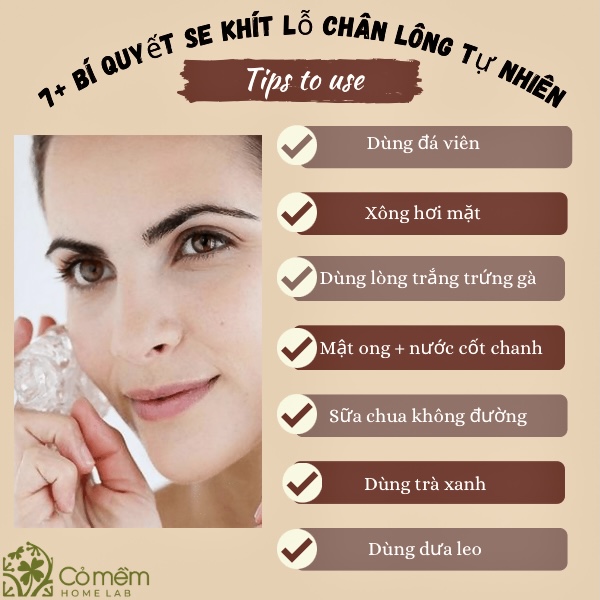 7+ BÍ QUYẾT SE KHÍT LỖ CHÂN LÔNG TỰ NHIÊN
Tips to use
Dùng đá viên
Xông hơi mặt
Dùng lòng trắng trứng gà
Mật ong + nước cốt chanh
Sữa chua không đường
Dùng trà xanh
Dùng dưa leo
Cỏ mềm
HOME LAB